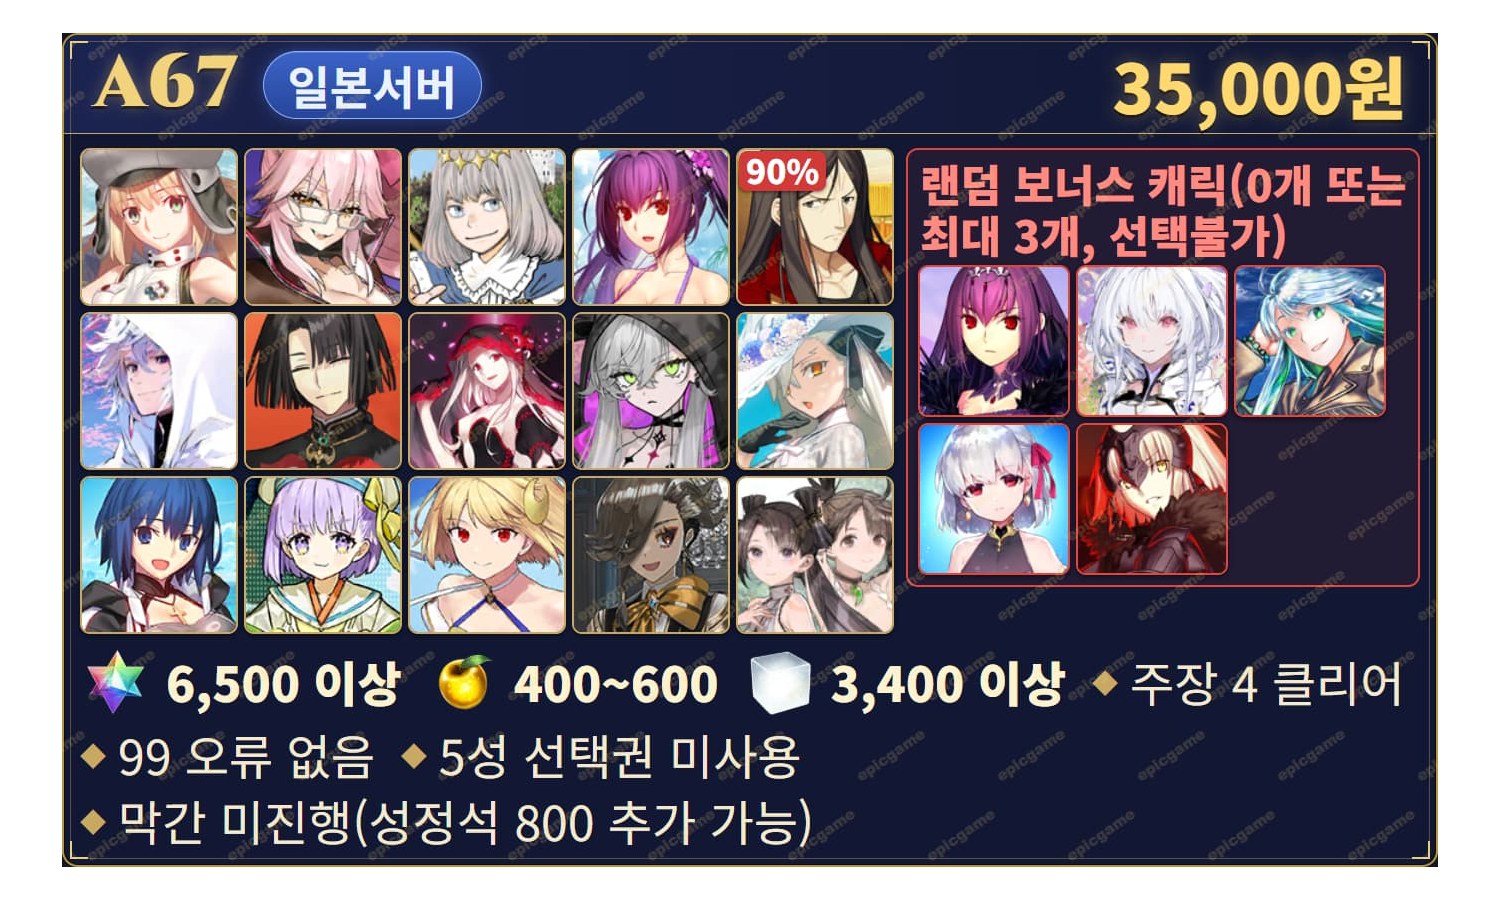 A67 일본서버 35,000원
90%
랜덤 보너스 캐릭(0개 또는
최대 3개, 선택불가)
6,500 이상 400~600 3,400 이상 ◆ 주장 4 클리어
◆ 99 오류 없음 ◆ 5성 선택권 미사용
◆ 막간 미진행(성정석 800 추가 가능)
epicgame